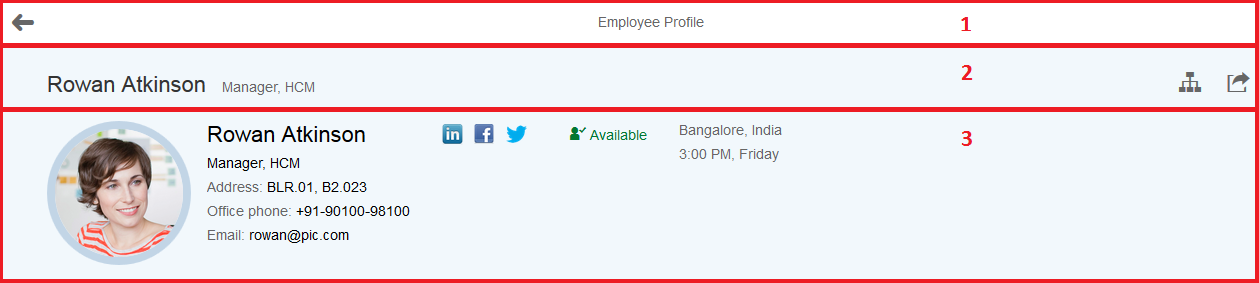 Employee Profile 1
Rowan Atkinson Manager, HCM 2
Rowan Atkinson in f Available Bangalore, India 3
3:00 PM, Friday
Manager, HCM
Address: BLR.01, B2.023
Office phone: +91-90100-98100
Email: rowan@pic.com